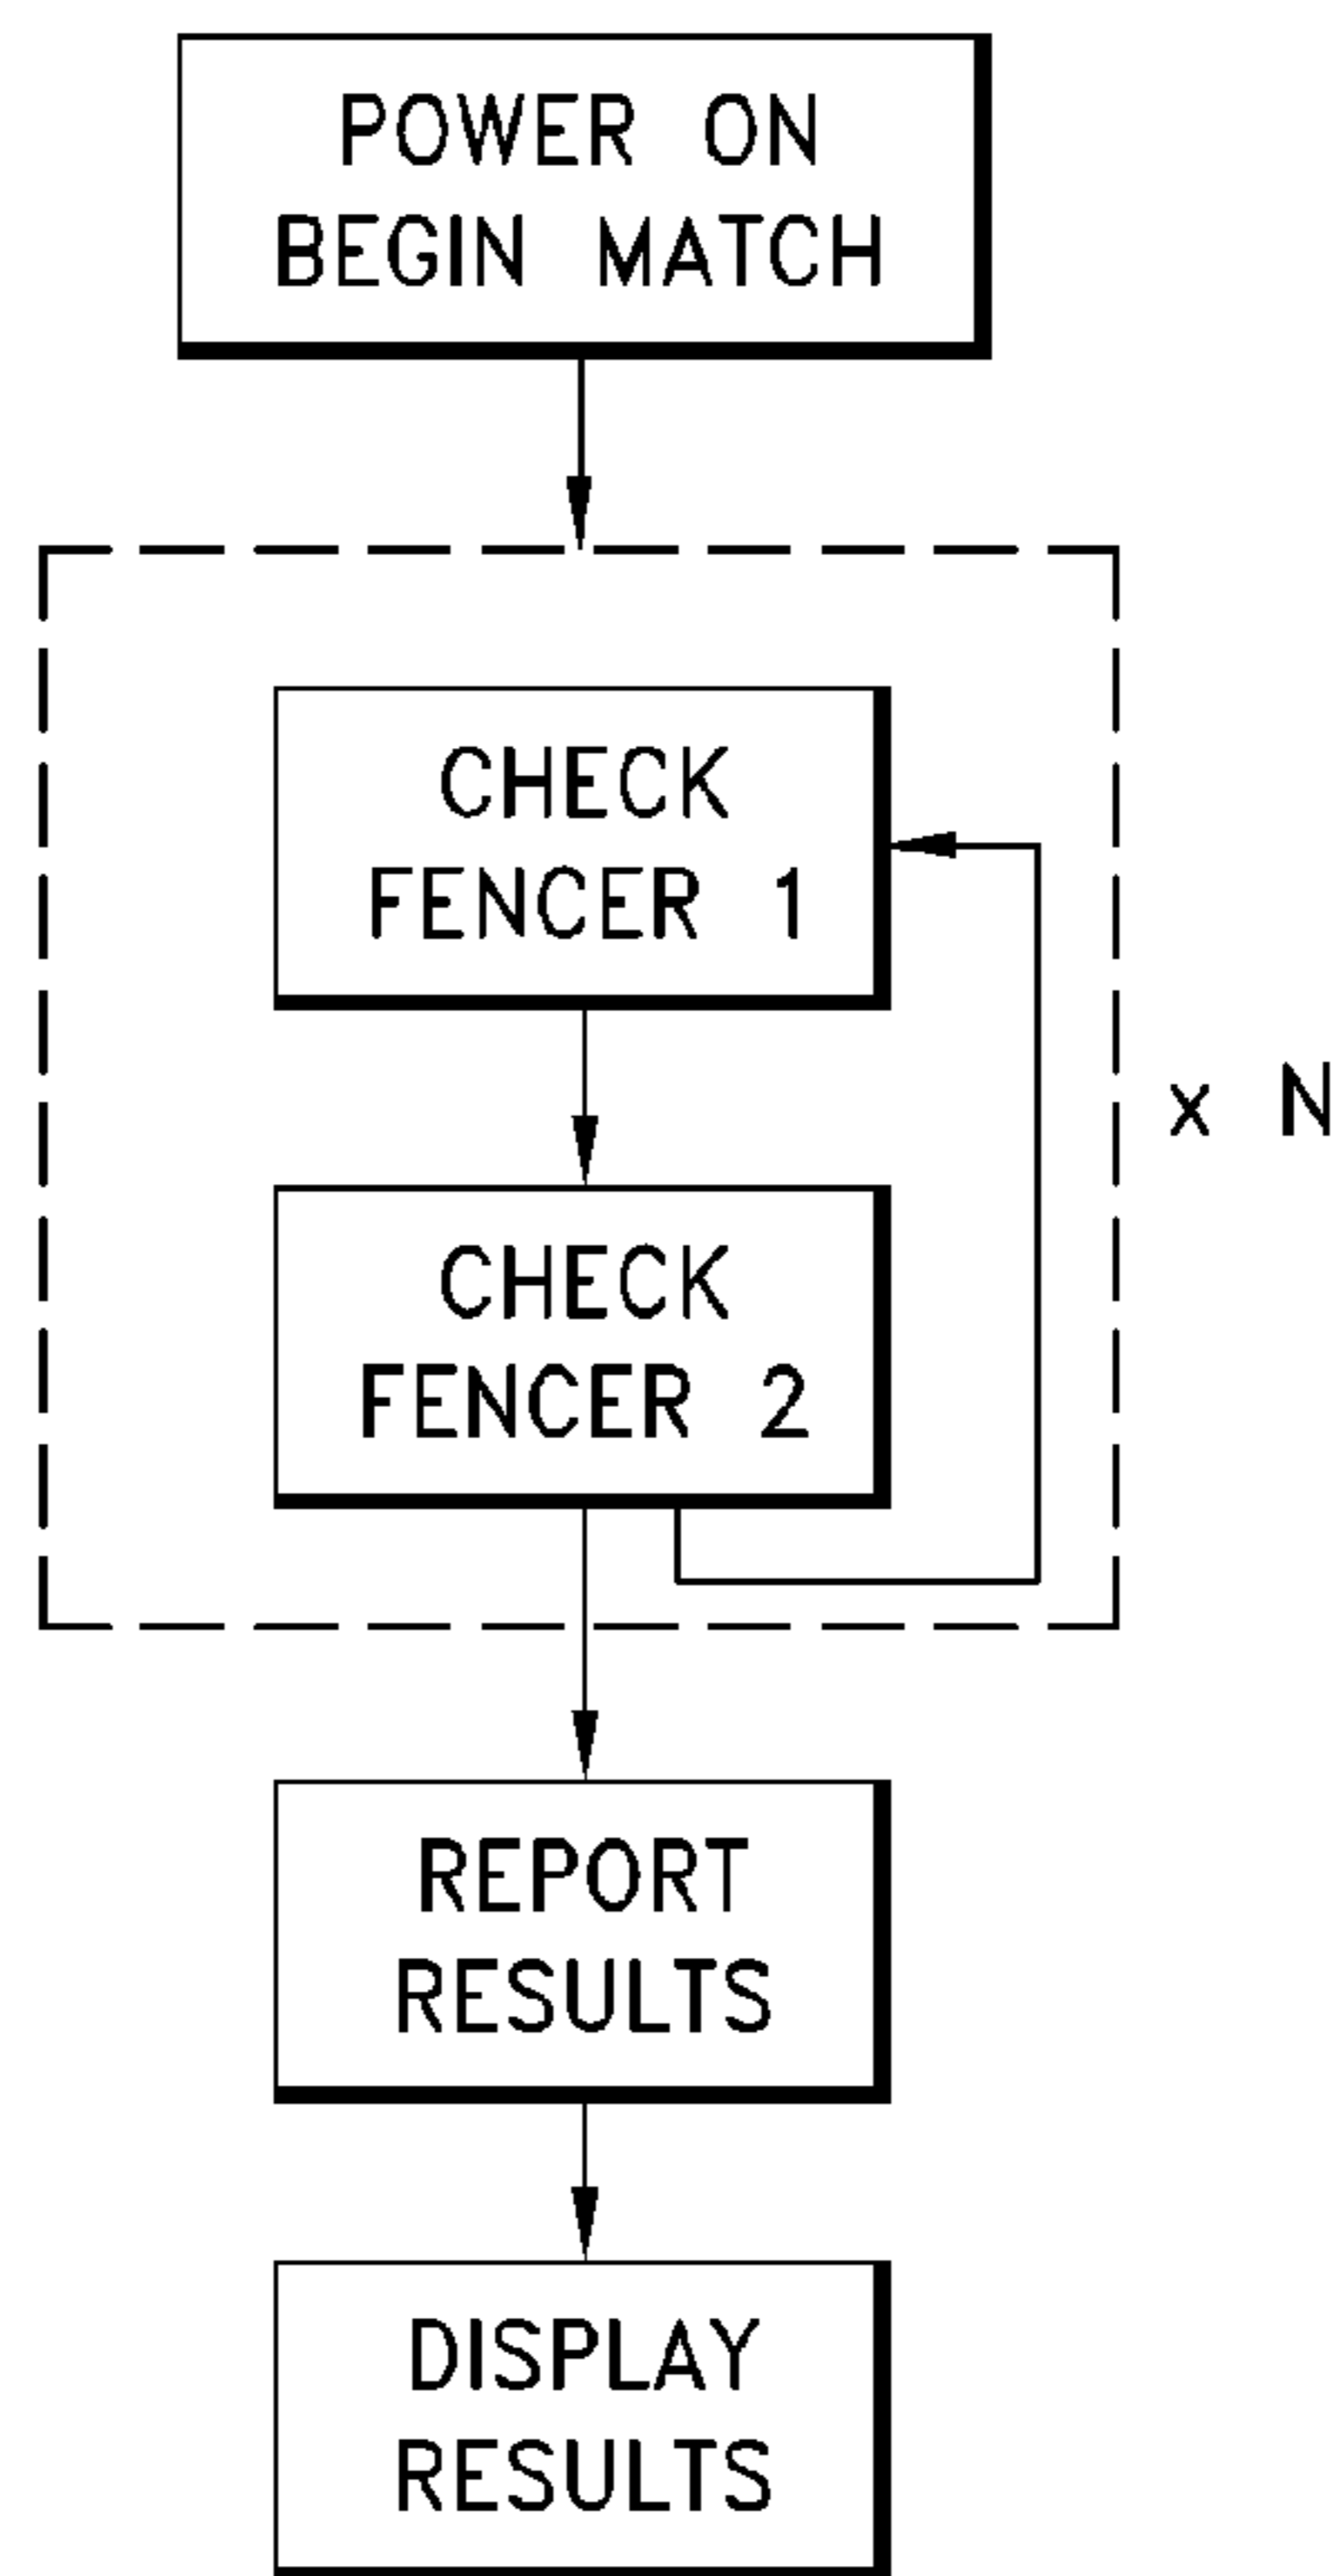 POWER ON
BEGIN MATCH
CHECK
FENCER 1
x N
CHECK
FENCER 2
REPORT
RESULTS
DISPLAY
RESULTS